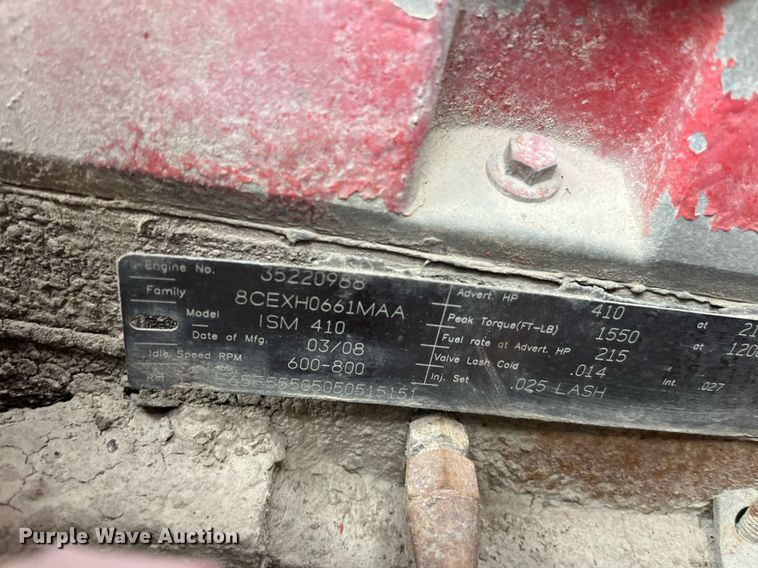 Engine No. 35220988
Family 8CEXH0661MAA
Model ISM 410
Date of Mfg. 03/08
Idle Speed RPM 600-800
Advert. HP 410 at 21
Peak Torque(FT-LB) 1550 at 120
Fuel rate at Advert. HP 215
Valve Lash Cold .014 Int. .027
Inj. Set .025 LASH
Purple Wave Auction